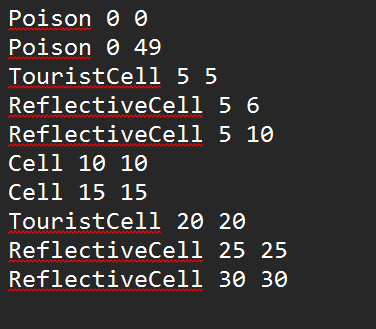 Poison 0 0
Poison 0 49
TouristCell 5 5
ReflectiveCell 5 6
ReflectiveCell 5 10
Cell 10 10
Cell 15 15
TouristCell 20 20
ReflectiveCell 25 25
ReflectiveCell 30 30